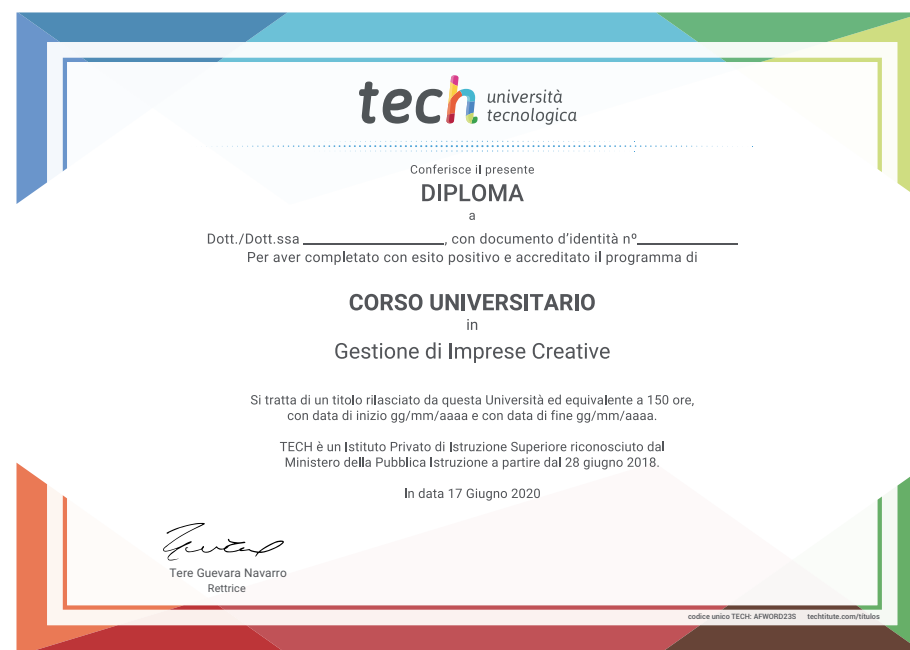 tech università
tecnologica
Conferisce il presente
DIPLOMA
a
Dott./Dott.ssa ____________________, con documento d'identità nº______________
Per aver completato con esito positivo e accreditato il programma di
CORSO UNIVERSITARIO
in
Gestione di Imprese Creative
Si tratta di un titolo rilasciato da questa Università ed equivalente a 150 ore,
con data di inizio gg/mm/aaaa e con data di fine gg/mm/aaaa.
TECH è un Istituto Privato di Istruzione Superiore riconosciuto dal
Ministero della Pubblica Istruzione a partire dal 28 giugno 2018.
In data 17 Giugno 2020
Tere Guevara Navarro
Rettrice
codice unico TECH: AFWORD23S techtitute.com/titulos